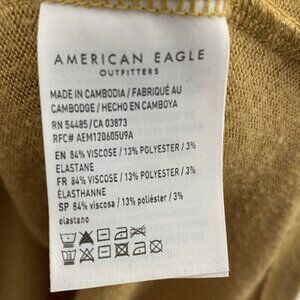 AMERICAN EAGLE
OUTFITTERS
MADE IN CAMBODIA / FABRIQUÉ AU
CAMBODGE / HECHO EN CAMBOYA
RN 54485/CA 03873
RFC# AEM120605U9A
EN 84% VISCOSE / 13% POLYESTER / 3%
ELASTANE
FR 84% VISCOSE / 13% POLYESTER / 3%
ÉLASTHANNE
SP 84% viscosa / 13% poliéster / 3%
elastano